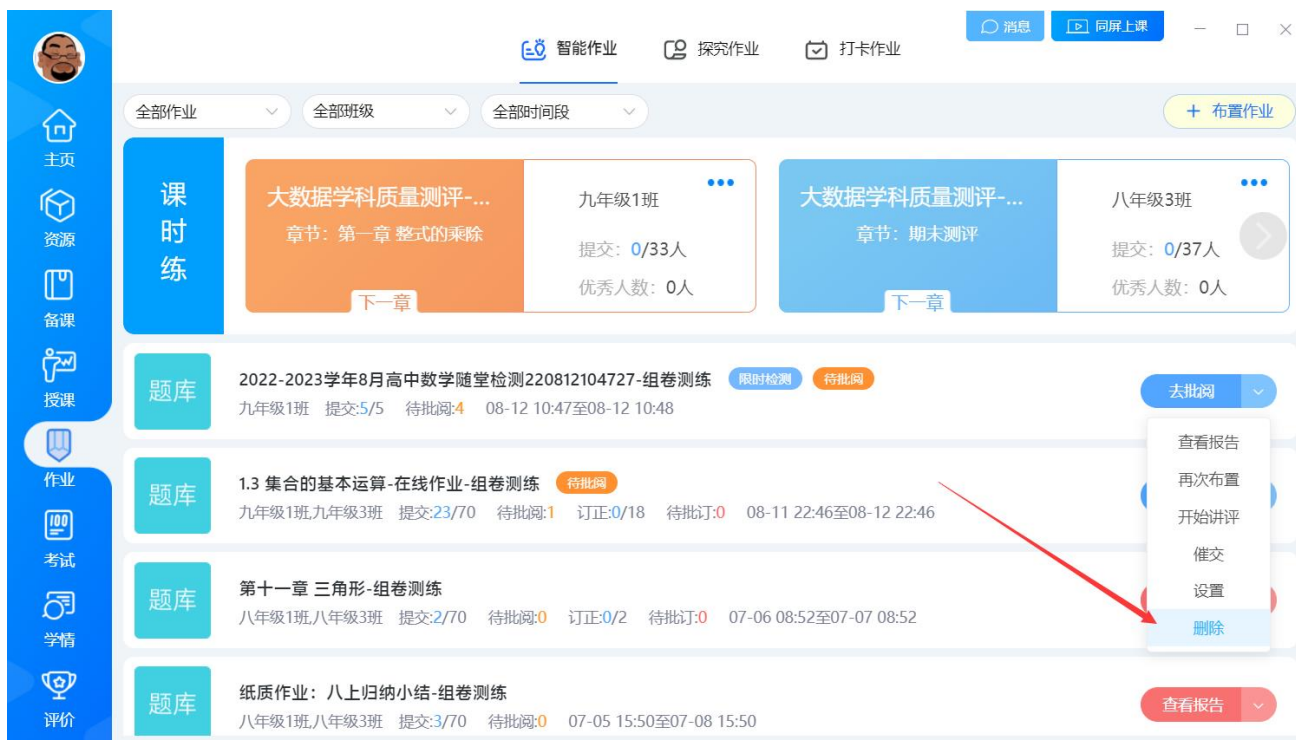 消息
同屏上课
智能作业
探究作业
打卡作业
全部作业
全部班级
全部时间段
+ 布置作业
主页
资源
备课
授课
作业
100
考试
学情
评价
课时练
大数据学科质量测评-...
章节：第一章 整式的乘除
下一章
九年级1班
提交：0/33人
优秀人数：0人
大数据学科质量测评-...
章节：期末测评
下一章
八年级3班
提交：0/37人
优秀人数：0人
题库
2022-2023学年8月高中数学随堂检测220812104727-组卷测练 限时检测 待批阅
九年级1班 提交:5/5 待批阅:4 08-12 10:47至08-12 10:48
去批阅
查看报告
再次布置
开始讲评
催交
设置
删除
题库
1.3 集合的基本运算-在线作业-组卷测练 待批阅
九年级1班,九年级3班 提交:23/70 待批阅:1 订正:0/18 待批订:0 08-11 22:46至08-12 22:46
题库
第十一章 三角形-组卷测练
八年级1班,八年级3班 提交:2/70 待批阅:0 订正:0/2 待批订:0 07-06 08:52至07-07 08:52
题库
纸质作业：八上归纳小结-组卷测练
八年级1班,八年级3班 提交:3/70 待批阅:0 07-05 15:50至07-08 15:50
查看报告